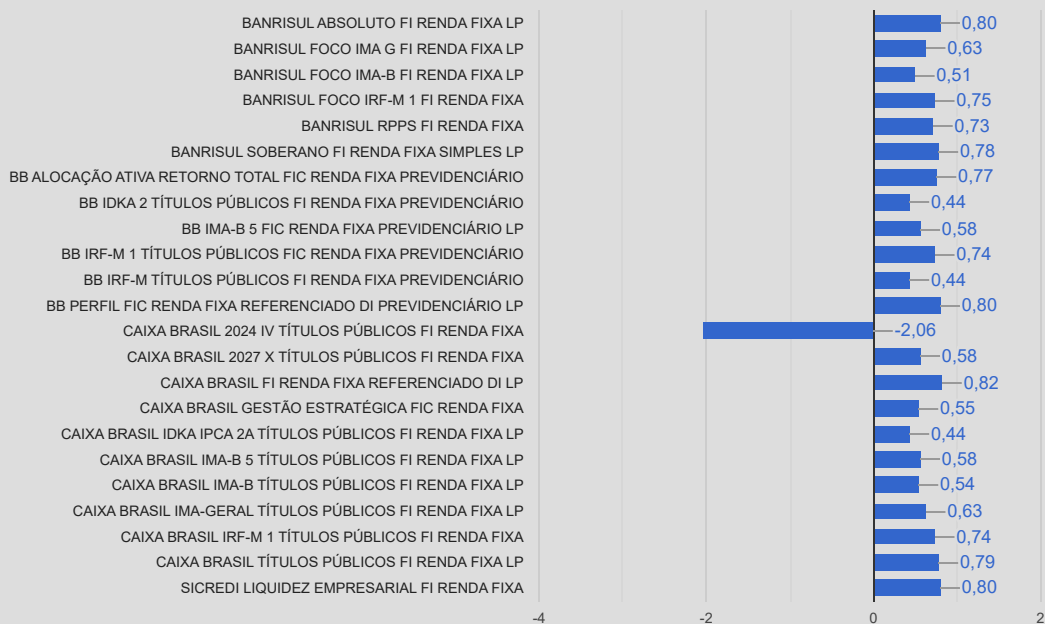 BANRISUL ABSOLUTO FI RENDA FIXA LP 0,80
BANRISUL FOCO IMA G FI RENDA FIXA LP 0,63
BANRISUL FOCO IMA-B FI RENDA FIXA LP 0,51
BANRISUL FOCO IRF-M 1 FI RENDA FIXA 0,75
BANRISUL RPPS FI RENDA FIXA 0,73
BANRISUL SOBERANO FI RENDA FIXA SIMPLES LP 0,78
BB ALOCAÇÃO ATIVA RETORNO TOTAL FIC RENDA FIXA PREVIDENCIÁRIO 0,77
BB IDKA 2 TÍTULOS PÚBLICOS FI RENDA FIXA PREVIDENCIÁRIO 0,44
BB IMA-B 5 FIC RENDA FIXA PREVIDENCIÁRIO LP 0,58
BB IRF-M 1 TÍTULOS PÚBLICOS FIC RENDA FIXA PREVIDENCIÁRIO 0,74
BB IRF-M TÍTULOS PÚBLICOS FI RENDA FIXA PREVIDENCIÁRIO 0,44
BB PERFIL FIC RENDA FIXA REFERENCIADO DI PREVIDENCIÁRIO LP 0,80
CAIXA BRASIL 2024 IV TÍTULOS PÚBLICOS FI RENDA FIXA -2,06
CAIXA BRASIL 2027 X TÍTULOS PÚBLICOS FI RENDA FIXA 0,58
CAIXA BRASIL FI RENDA FIXA REFERENCIADO DI LP 0,82
CAIXA BRASIL GESTÃO ESTRATÉGICA FIC RENDA FIXA 0,55
CAIXA BRASIL IDKA IPCA 2A TÍTULOS PÚBLICOS FI RENDA FIXA LP 0,44
CAIXA BRASIL IMA-B 5 TÍTULOS PÚBLICOS FI RENDA FIXA LP 0,58
CAIXA BRASIL IMA-B TÍTULOS PÚBLICOS FI RENDA FIXA LP 0,54
CAIXA BRASIL IMA-GERAL TÍTULOS PÚBLICOS FI RENDA FIXA LP 0,63
CAIXA BRASIL IRF-M 1 TÍTULOS PÚBLICOS FI RENDA FIXA 0,74
CAIXA BRASIL TÍTULOS PÚBLICOS FI RENDA FIXA LP 0,79
SICREDI LIQUIDEZ EMPRESARIAL FI RENDA FIXA 0,80
-4 -2 0 2